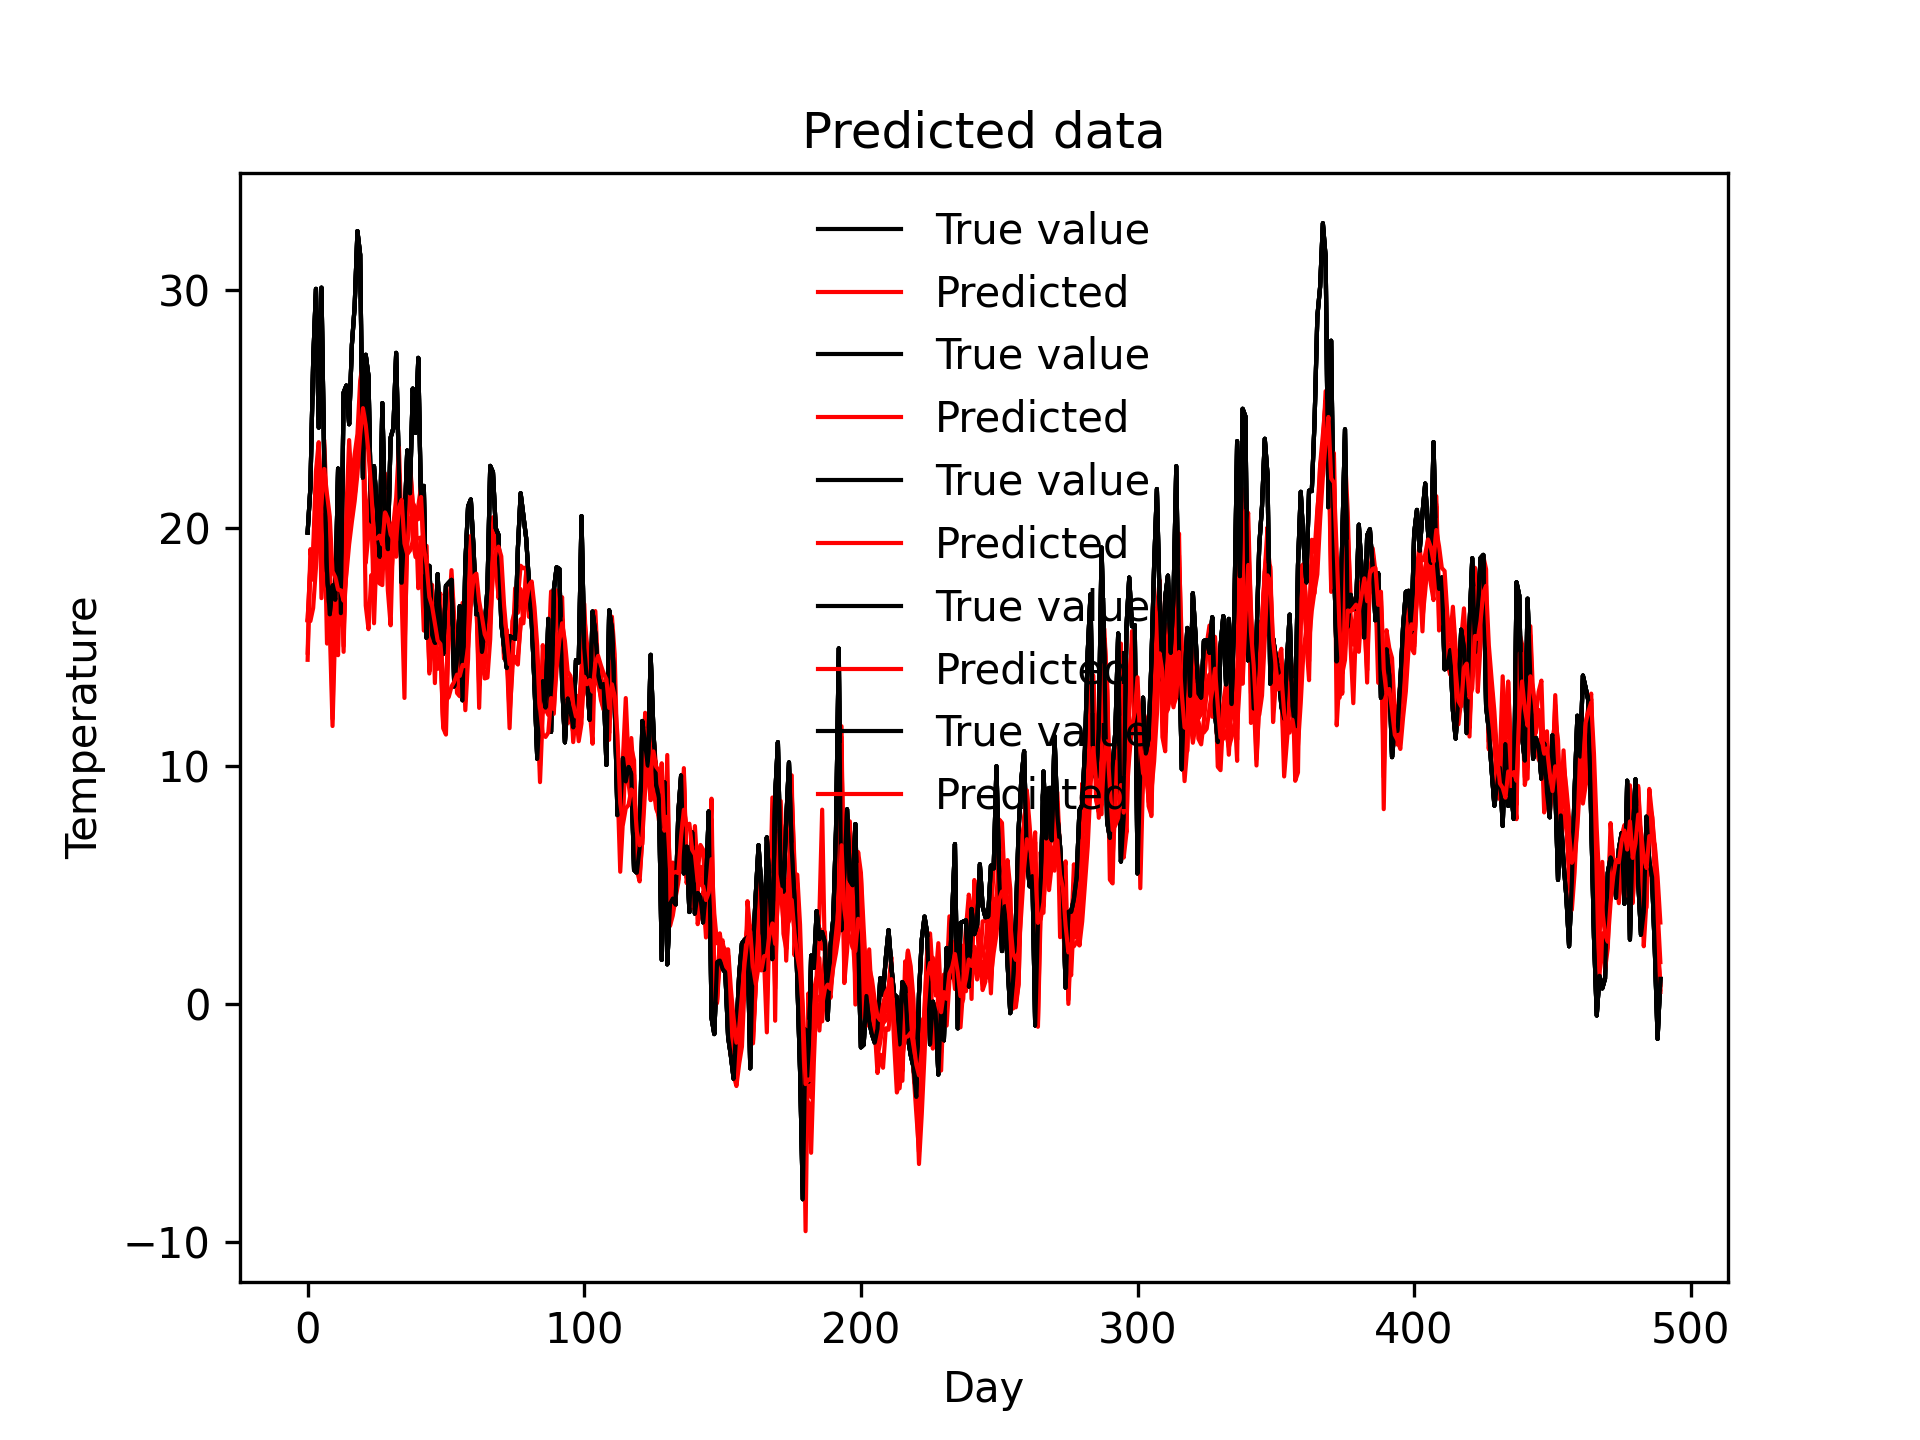 Predicted data
True value
Predicted
True value
Predicted
True value
Predicted
True value
Predicted
True value
Predicted
Temperature
30
20
10
0
−10
0 100 200 300 400 500
Day